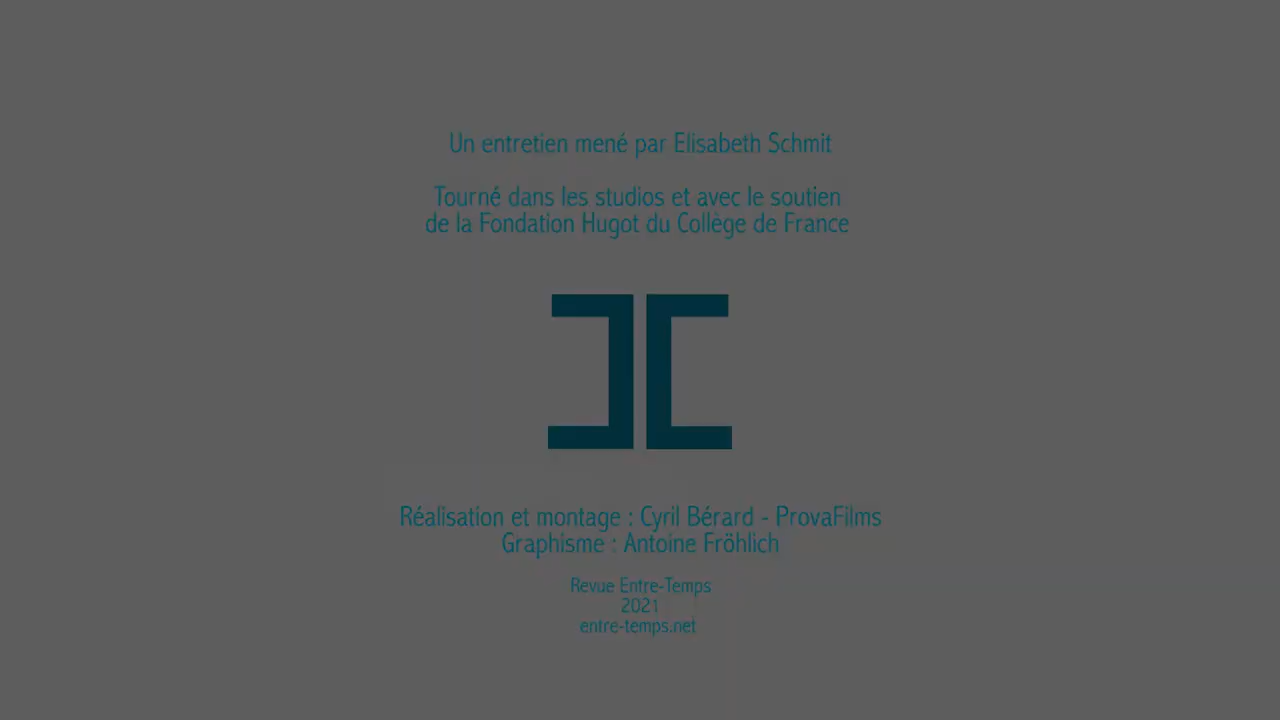 Un entretien mené par Elisabeth Schmit
Tourné dans les studios et avec le soutien
de la Fondation Hugot du Collège de France
Réalisation et montage : Cyril Bérard - ProvaFilms
Graphisme : Antoine Fröhlich
Revue Entre-Temps
2021
entre-temps.net